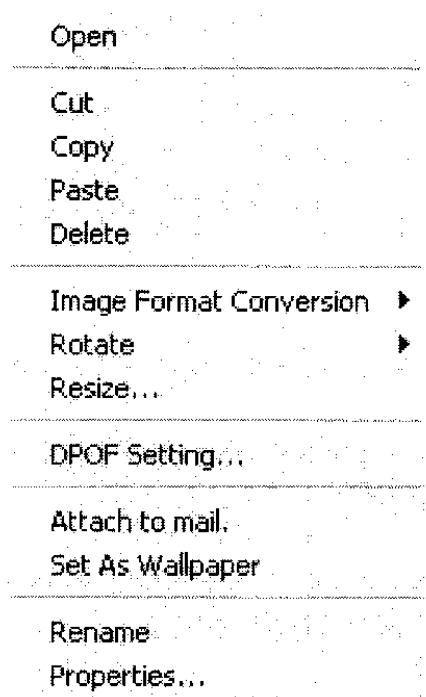 Open
Cut
Copy
Paste
Delete
Image Format Conversion
Rotate
Resize...
DPOF Setting...
Attach to mail.
Set As Wallpaper
Rename
Properties...